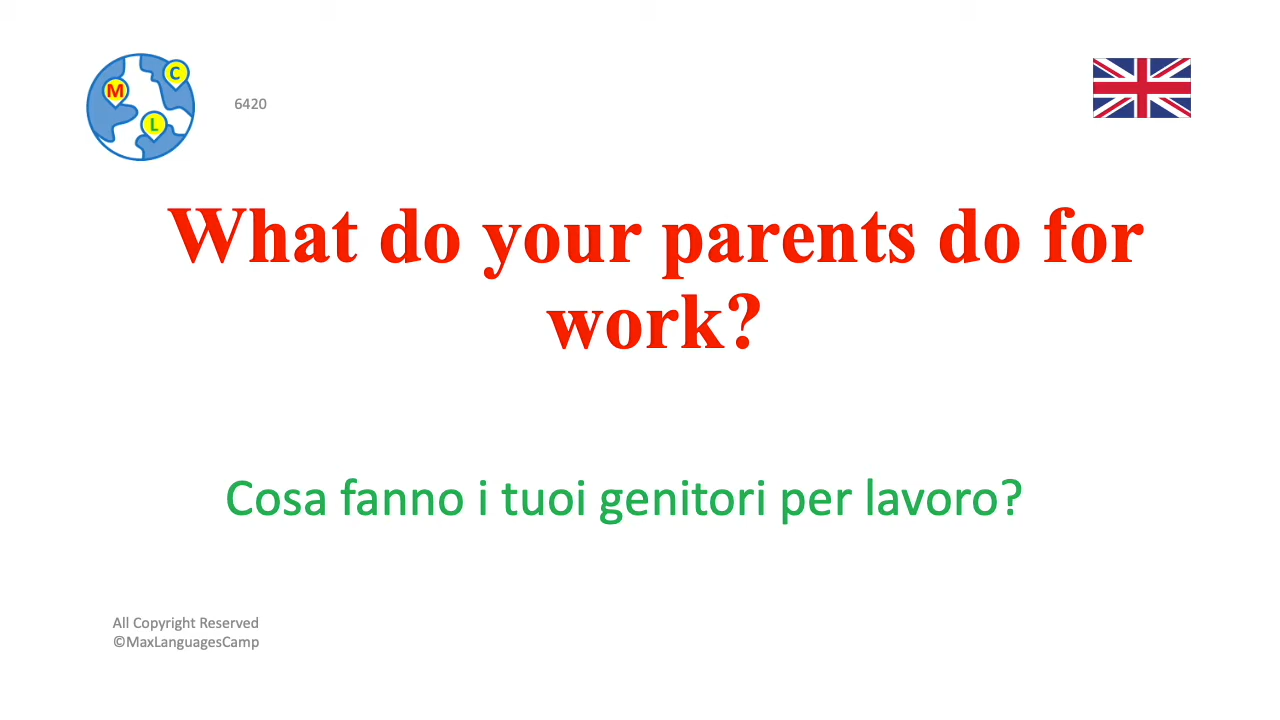 M
C
L
6420
What do your parents do for
work?
Cosa fanno i tuoi genitori per lavoro?
All Copyright Reserved
©MaxLanguagesCamp